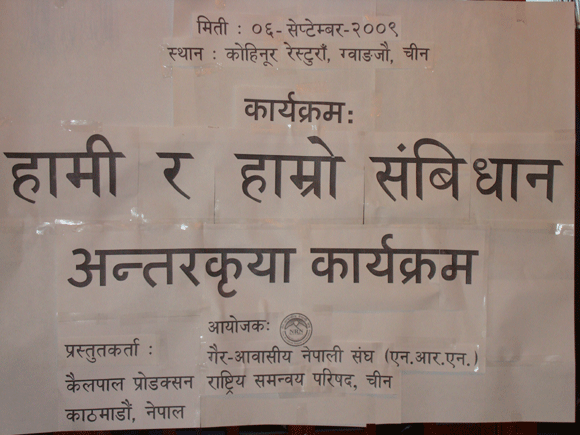 मिती : ०६- सेप्टेम्बर-२००९
स्थान : कोहिनूर रेस्टुराँ, ग्वाङजौ, चीन
कार्यक्रम:
हामी र हाम्रो संबिधान
अन्तरकृया कार्यक्रम
आयोजक:
प्रस्तुतकर्ता :
गैर-आवासीय नेपाली संघ (एन.आर.एन.)
कैलपाल प्रोडक्सन
राष्ट्रिय समन्वय परिषद, चीन
काठमाडौं, नेपाल